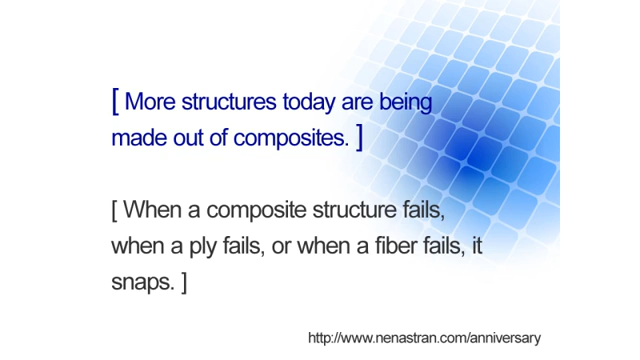 [ More structures today are being
made out of composites. ]
[ When a composite structure fails,
when a ply fails, or when a fiber fails, it
snaps. ]
http://www.nenastran.com/anniversary